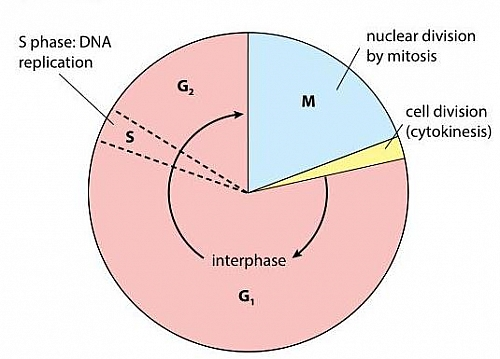 S phase: DNA
replication
nuclear division
by mitosis
cell division
(cytokinesis)
G₂
M
S
interphase
G₁